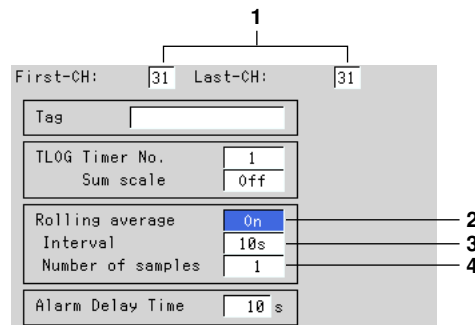 1
First-CH: 31 Last-CH: 31
Tag
TLOG Timer No. 1
Sum scale Off
Rolling average On 2
Interval 10s 3
Number of samples 1 4
Alarm Delay Time 10 s